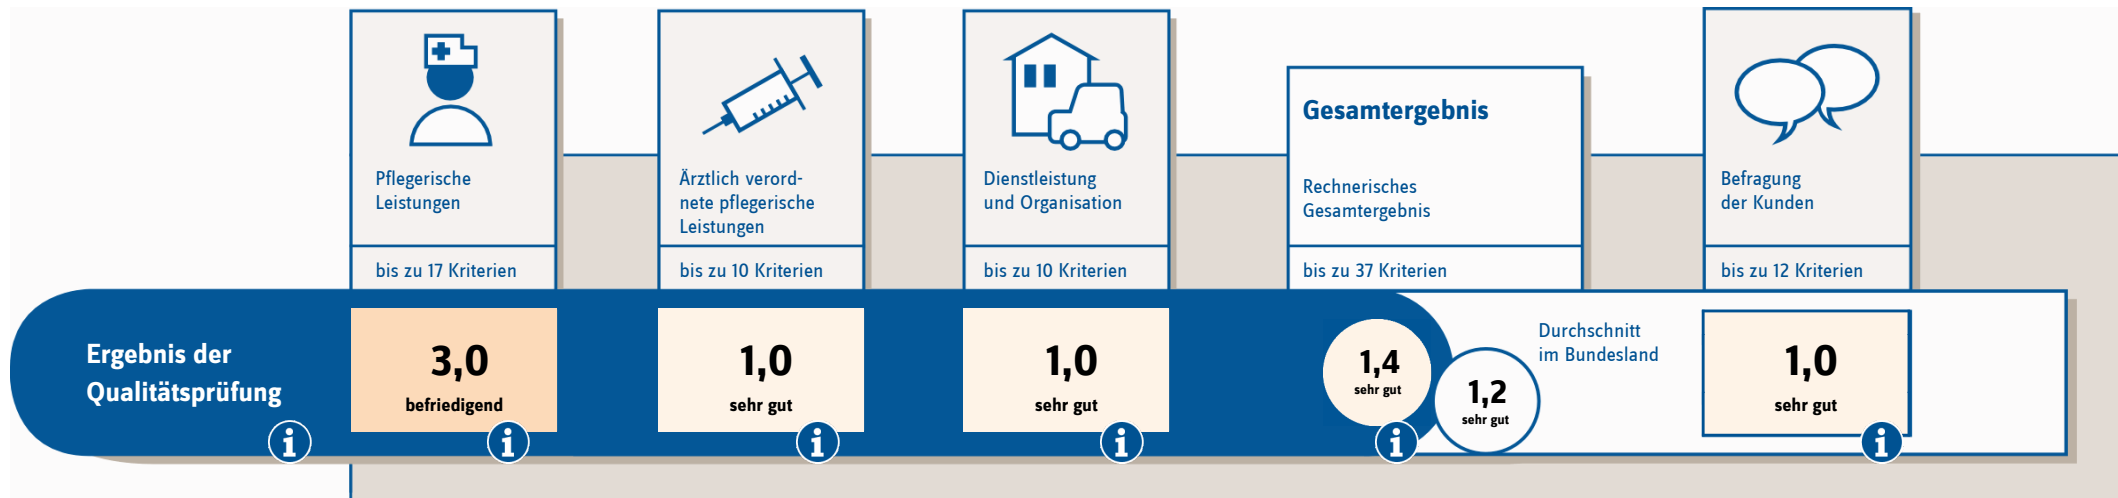 Pflegerische
Leistungen
bis zu 17 Kriterien
Ärztlich verord-
nete pflegerische
Leistungen
bis zu 10 Kriterien
Dienstleistung
und Organisation
bis zu 10 Kriterien
Gesamtergebnis
Rechnerisches
Gesamtergebnis
bis zu 37 Kriterien
Befragung
der Kunden
bis zu 12 Kriterien
Ergebnis der
Qualitätsprüfung
i
3,0
befriedigend
i
1,0
sehr gut
i
1,0
sehr gut
i
1,4
sehr gut
i
1,2
sehr gut
Durchschnitt
im Bundesland
1,0
sehr gut
i